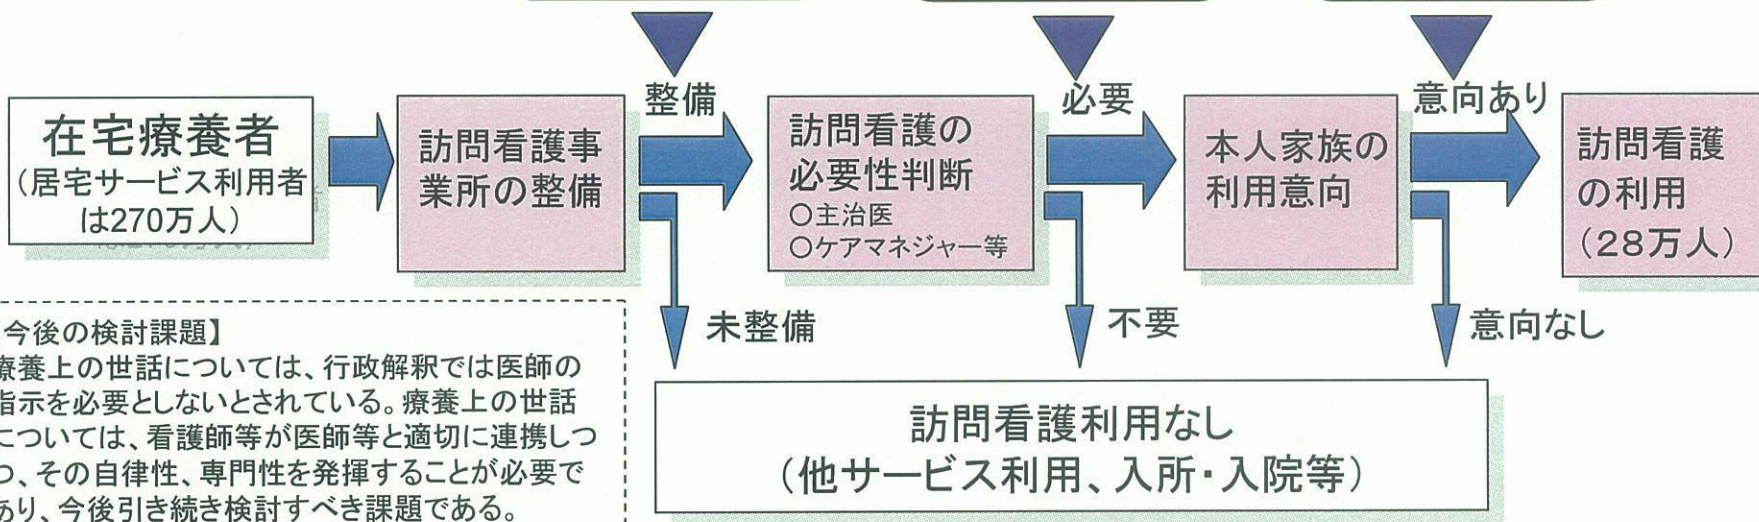 整備
必要
意向あり
在宅療養者
(居宅サービス利用者
は270万人)
訪問看護事
業所の整備
訪問看護の
必要性判断
○主治医
○ケアマネジャー等
本人家族の
利用意向
訪問看護
の利用
(28万人)
未整備
不要
意向なし
今後の検討課題】
療養上の世話については、行政解釈では医師の
指示を必要としないとされている。療養上の世話
については、看護師等が医師等と適切に連携しつ
つ、その自律性、専門性を発揮することが必要で
あり、今後引き続き検討すべき課題である。
訪問看護利用なし
(他サービス利用、入所・入院等)